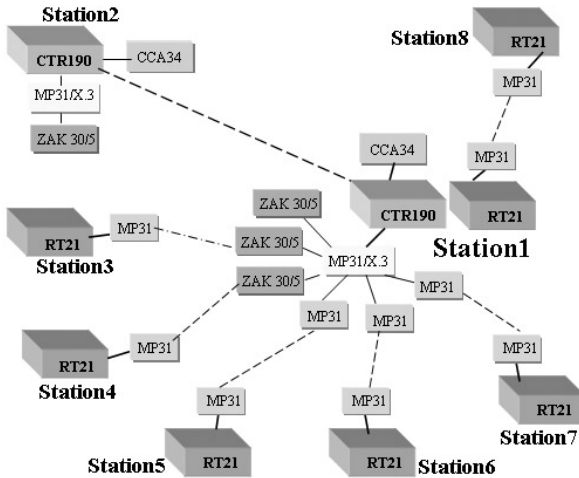 Station2
CTR190
CCA34
MP31/X.3
ZAK 30/5
Station8
RT21
MP31
MP31
RT21
CCA34
CTR190
Station1
ZAK 30/5
ZAK 30/5
ZAK 30/5
MP31/X.3
RT21
MP31
Station3
RT21
MP31
Station4
MP31
MP31
MP31
MP31
RT21
Station5
MP31
RT21
Station6
MP31
RT21
Station7